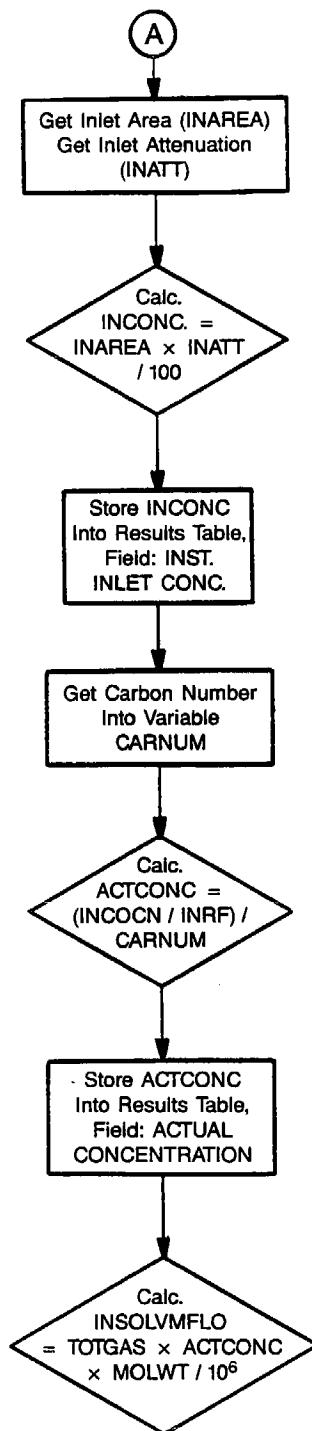 A
Get Inlet Area (INAREA)
Get Inlet Attenuation
(INATT)
Calc.
INCONC. =
INAREA × INATT
/ 100
Store INCONC
Into Results Table,
Field: INST.
INLET CONC.
Get Carbon Number
Into Variable
CARNUM
Calc.
ACTCONC =
(INCOCN / INRF) /
CARNUM
Store ACTCONC
Into Results Table,
Field: ACTUAL
CONCENTRATION
Calc.
INSOLVMFLO
= TOTGAS × ACTCONC
× MOLWT / 10⁶